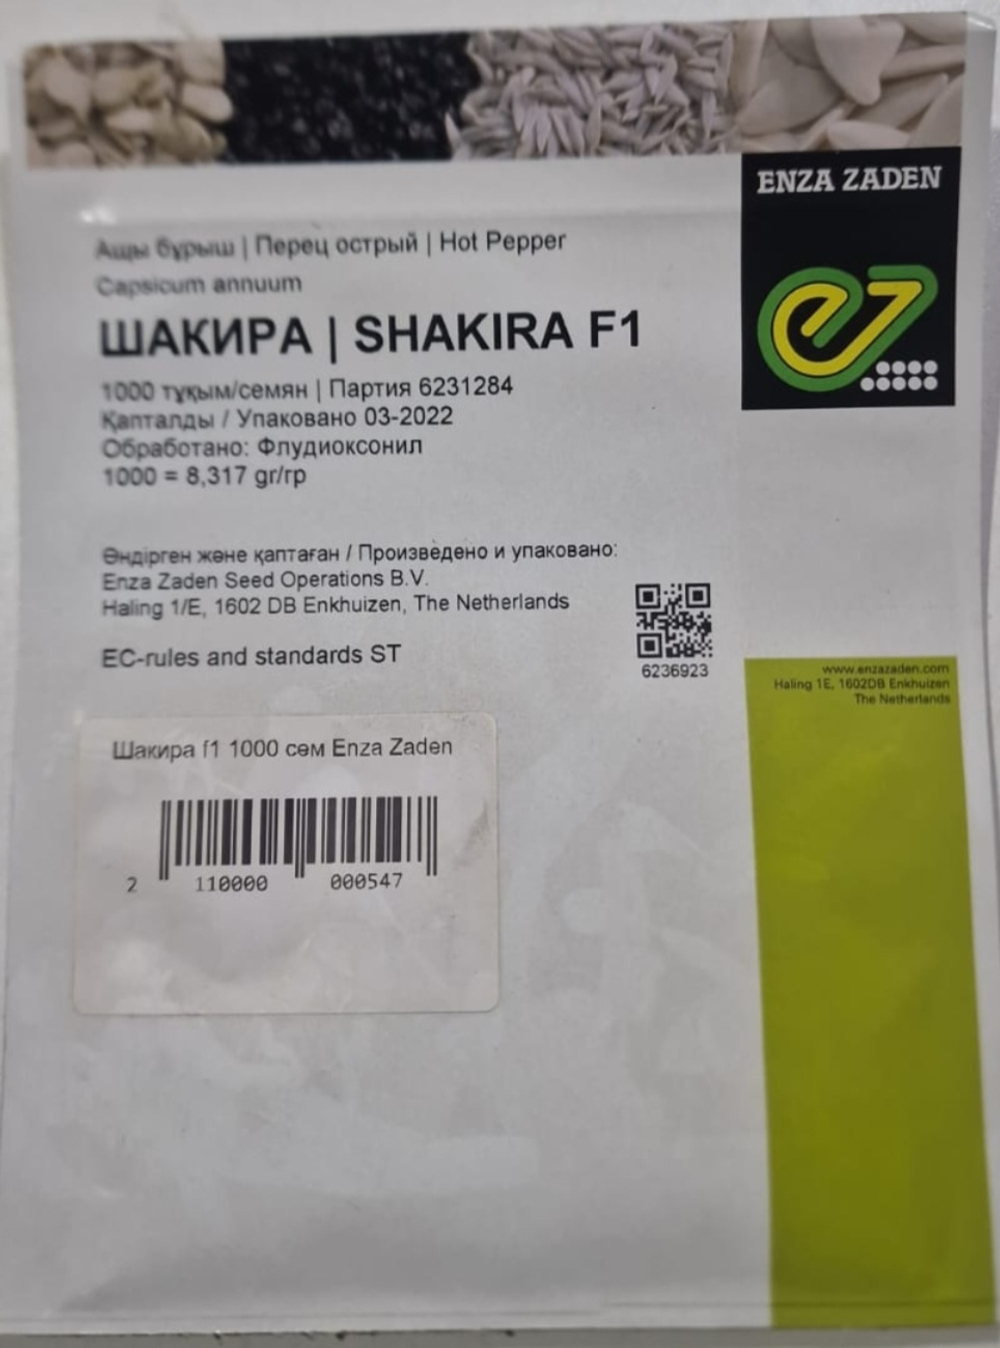 ENZA ZADEN
Ащы бұрыш | Перец острый | Hot Pepper
Capsicum annuum
ШАКИРА | SHAKIRA F1
1000 тұқым/семян | Партия 6231284
Қапталды / Упаковано 03-2022
Обработано: Флудиоксонил
1000 = 8,317 gr/гр
Өндірген және қаптаған / Произведено и упаковано:
Enza Zaden Seed Operations B.V.
Haling 1/E, 1602 DB Enkhuizen, The Netherlands
EC-rules and standards ST
6236923
www.enzazaden.com
Haling 1E, 1602DB Enkhuizen
The Netherlands
Шакира f1 1000 сем Enza Zaden
2 110000 000547